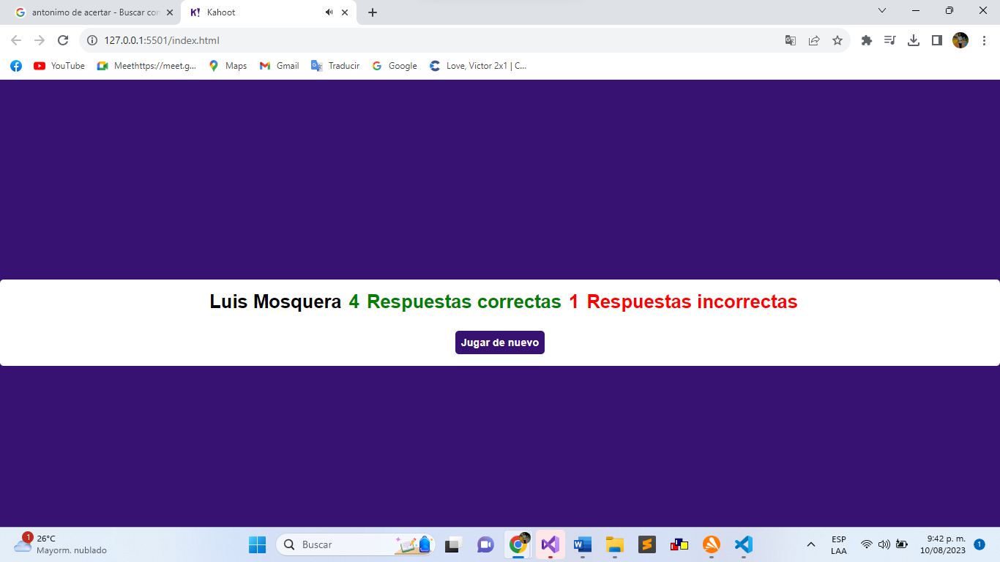 antonimo de acertar - Buscar con
K! Kahoot
127.0.0.1:5501/index.html
YouTube Meethttps://meet.g... Maps Gmail Traducir Google Love, Victor 2x1 | C...
Luis Mosquera 4 Respuestas correctas 1 Respuestas incorrectas
Jugar de nuevo
1
26°C
Mayorm. nublado
Buscar
ESP
LAA
9:42 p. m.
10/08/2023
1